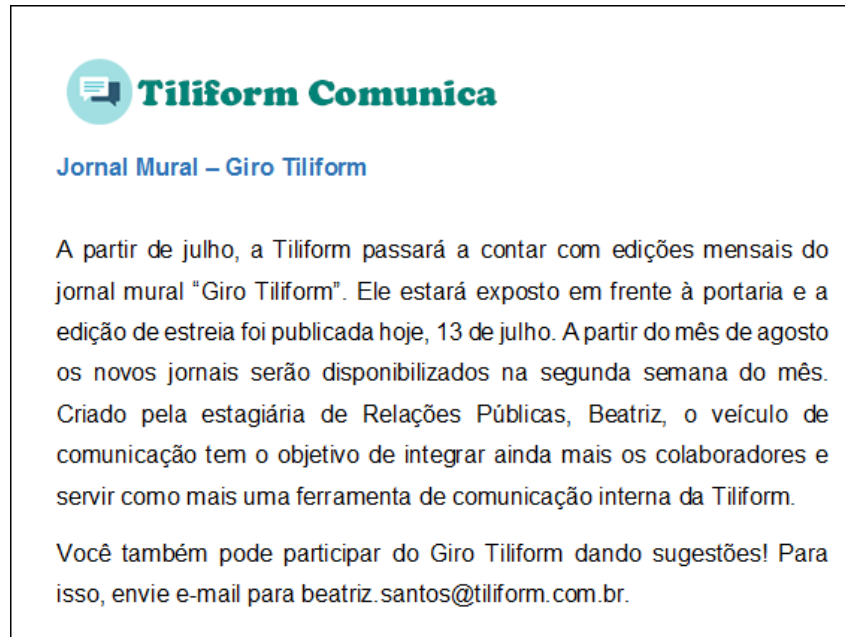 Tiliform Comunica
Jornal Mural – Giro Tiliform
A partir de julho, a Tiliform passará a contar com edições mensais do
jornal mural “Giro Tiliform”. Ele estará exposto em frente à portaria e a
edição de estreia foi publicada hoje, 13 de julho. A partir do mês de agosto
os novos jornais serão disponibilizados na segunda semana do mês.
Criado pela estagiária de Relações Públicas, Beatriz, o veículo de
comunicação tem o objetivo de integrar ainda mais os colaboradores e
servir como mais uma ferramenta de comunicação interna da Tiliform.
Você também pode participar do Giro Tiliform dando sugestões! Para
isso, envie e-mail para beatriz.santos@tiliform.com.br.